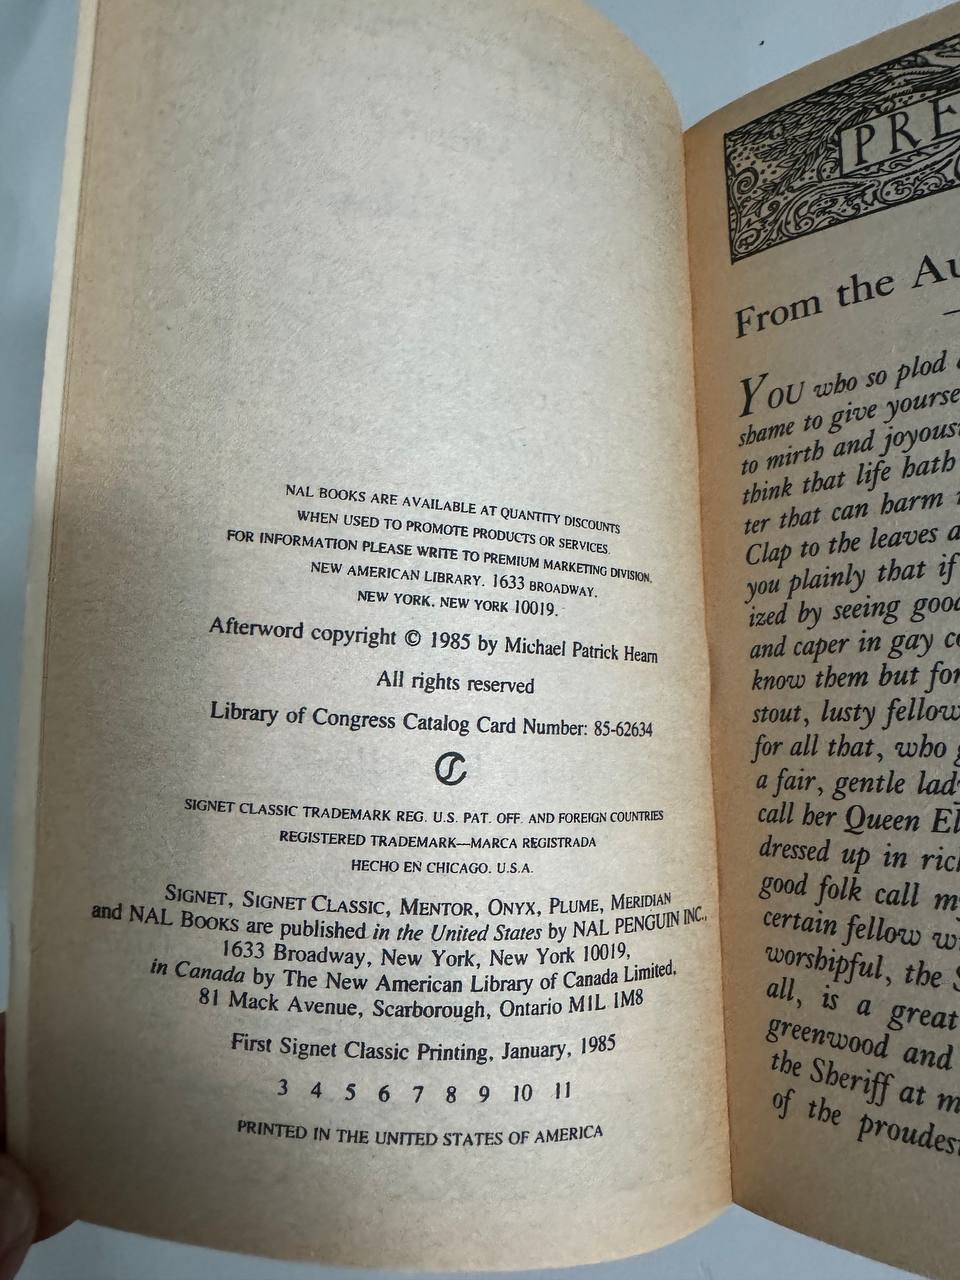 NAL BOOKS ARE AVAILABLE AT QUANTITY DISCOUNTS
WHEN USED TO PROMOTE PRODUCTS OR SERVICES.
FOR INFORMATION PLEASE WRITE TO PREMIUM MARKETING DIVISION.
NEW AMERICAN LIBRARY. 1633 BROADWAY.
NEW YORK. NEW YORK 10019.
Afterword copyright © 1985 by Michael Patrick Hearn
All rights reserved
Library of Congress Catalog Card Number: 85-62634
SIGNET CLASSIC TRADEMARK REG. U.S. PAT. OFF. AND FOREIGN COUNTRIES
REGISTERED TRADEMARK—MARCA REGISTRADA
HECHO EN CHICAGO. U.S.A.
SIGNET, SIGNET CLASSIC, MENTOR, ONYX, PLUME, MERIDIAN
and NAL BOOKS are published in the United States by NAL PENGUIN INC.,
1633 Broadway, New York, New York 10019,
in Canada by The New American Library of Canada Limited,
81 Mack Avenue, Scarborough, Ontario M1L 1M8
First Signet Classic Printing, January, 1985
3 4 5 6 7 8 9 10 11
PRINTED IN THE UNITED STATES OF AMERICA
PRE
From the Au
YOU who so plod
shame to give yourse
to mirth and joyoust
think that life hath
ter that can harm
Clap to the leaves a
you plainly that if
ized by seeing good
and caper in gay co
know them but for
stout, lusty fellow
for all that, who g
a fair, gentle lad
call her Queen El
dressed up in rich
good folk call m
certain fellow w
worshipful, the S
all, is a great
greenwood and
the Sheriff at m
of the proudes